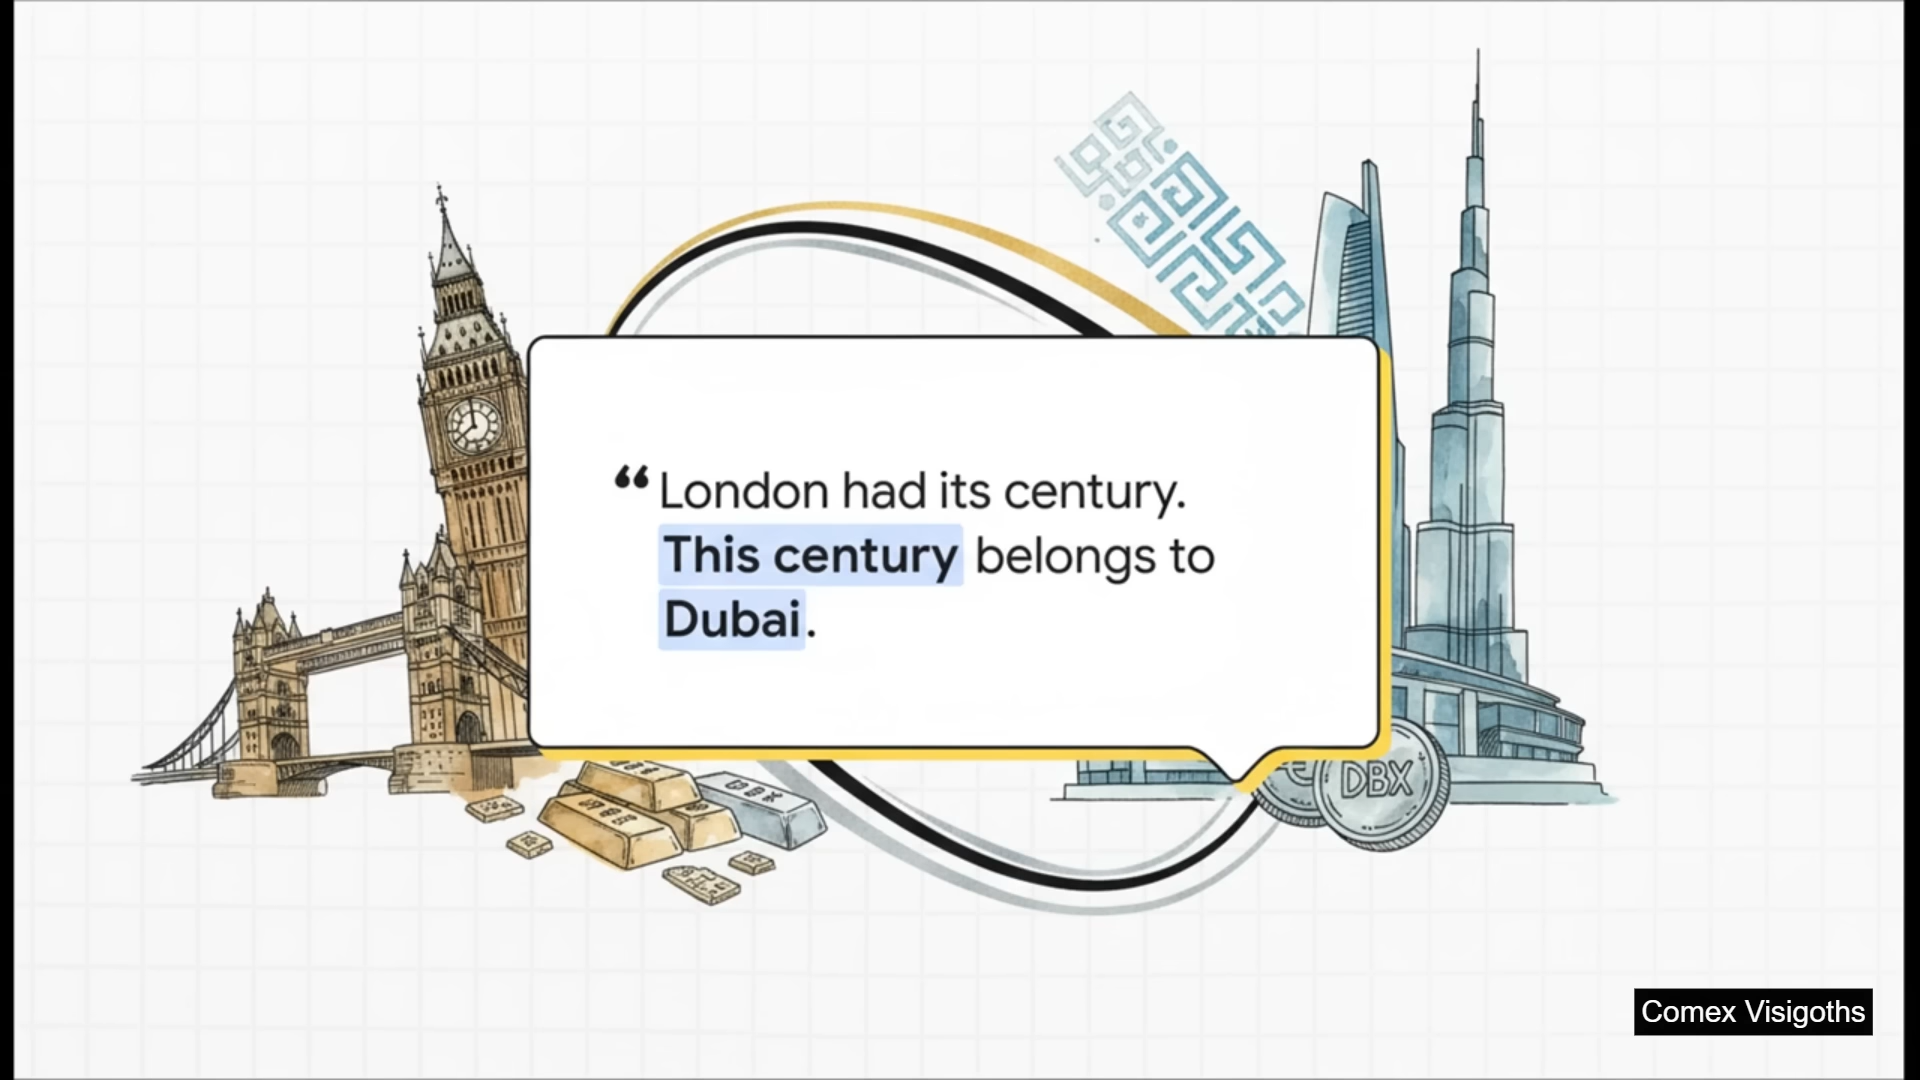 “London had its century.
This century belongs to
Dubai.
DBX
Comex Visigoths